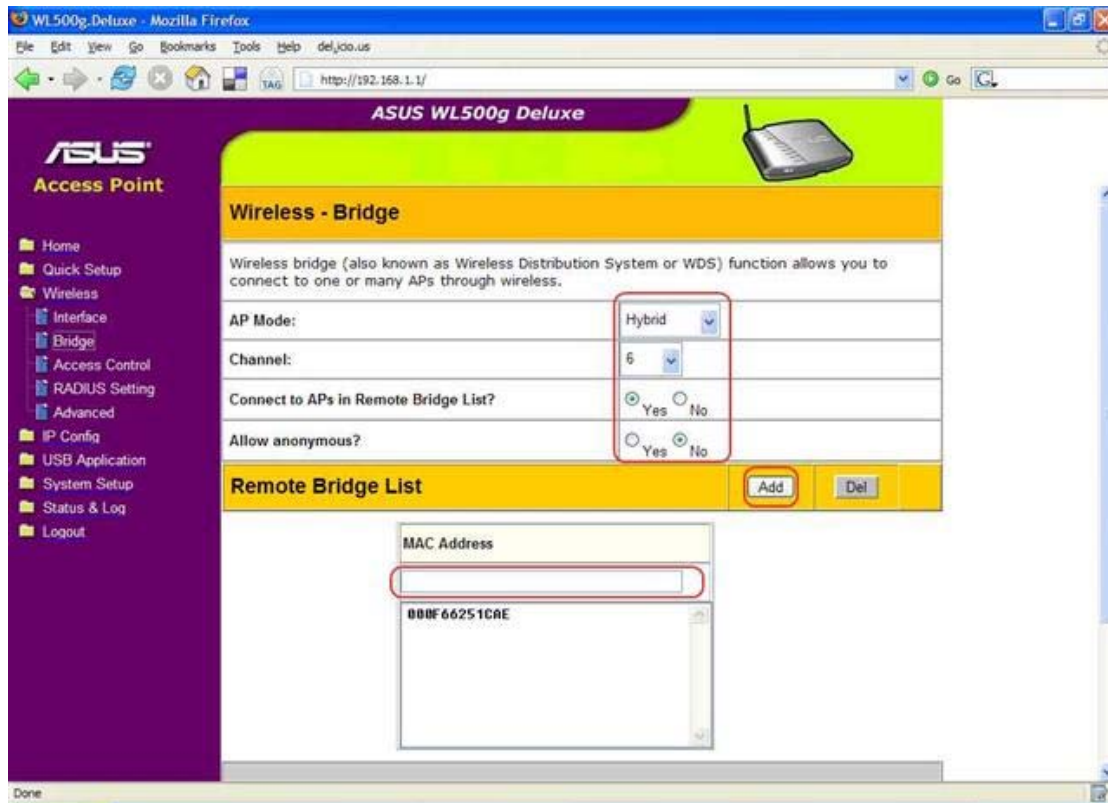 WL500g.Deluxe - Mozilla Firefox
File Edit View Go Bookmarks Tools Help del.icio.us
TAG http://192.168.1.1/ Go G
ASUS WL500g Deluxe
ASUS
Access Point
Home
Quick Setup
Wireless
Interface
Bridge
Access Control
RADIUS Setting
Advanced
IP Config
USB Application
System Setup
Status & Log
Logout
Wireless - Bridge
Wireless bridge (also known as Wireless Distribution System or WDS) function allows you to
connect to one or many APs through wireless.
AP Mode: Hybrid
Channel: 6
Connect to APs in Remote Bridge List? Yes No
Allow anonymous? Yes No
Remote Bridge List Add Del
MAC Address
000F66251CAE
Done